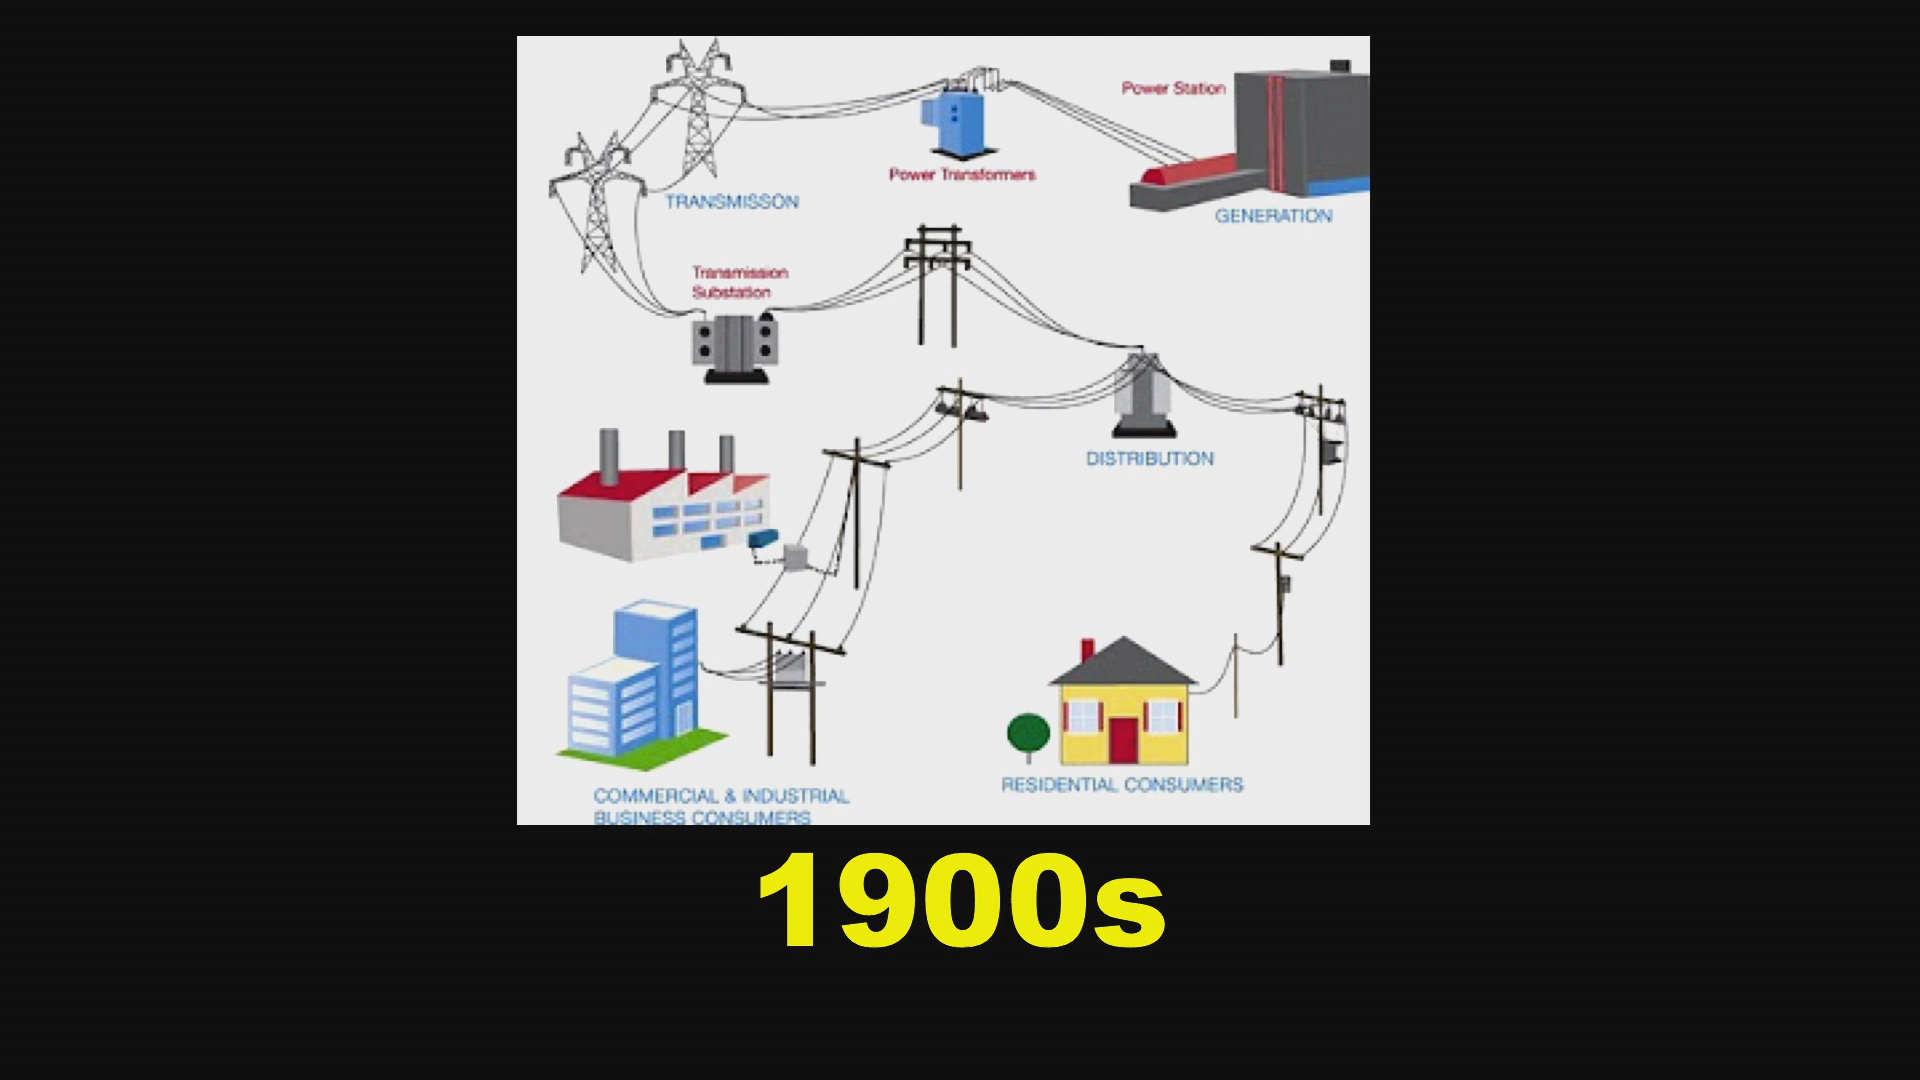 Power Station
Power Transformers
TRANSMISSON
GENERATION
Transmission
Substation
DISTRIBUTION
RESIDENTIAL CONSUMERS
COMMERCIAL & INDUSTRIAL
BUSINESS CONSUMERS
1900s